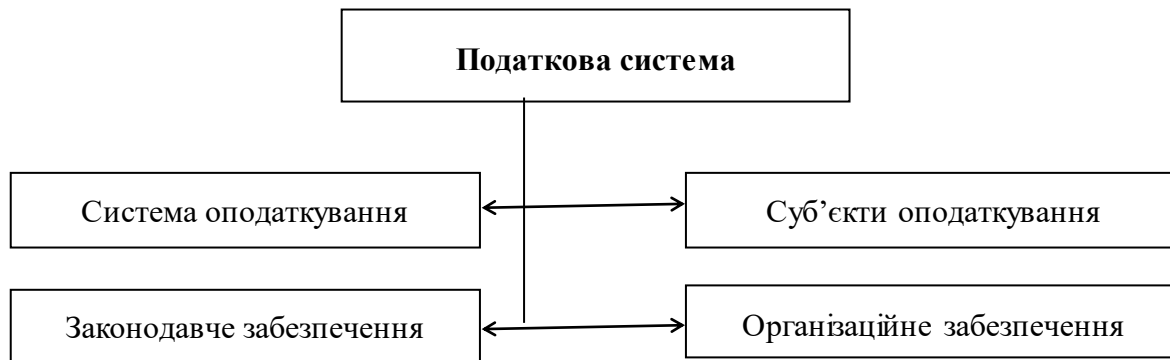 Податкова система
Система оподаткування
Суб’єкти оподаткування
Законодавче забезпечення
Організаційне забезпечення